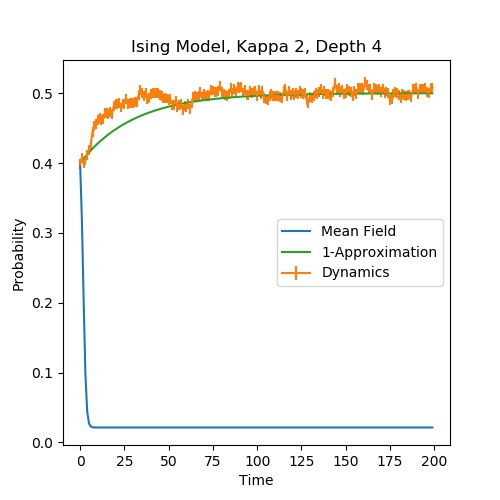 Ising Model, Kappa 2, Depth 4
0.5
0.4
0.3
0.2
0.1
0.0
Probability
Mean Field
1-Approximation
Dynamics
0 25 50 75 100 125 150 175 200
Time